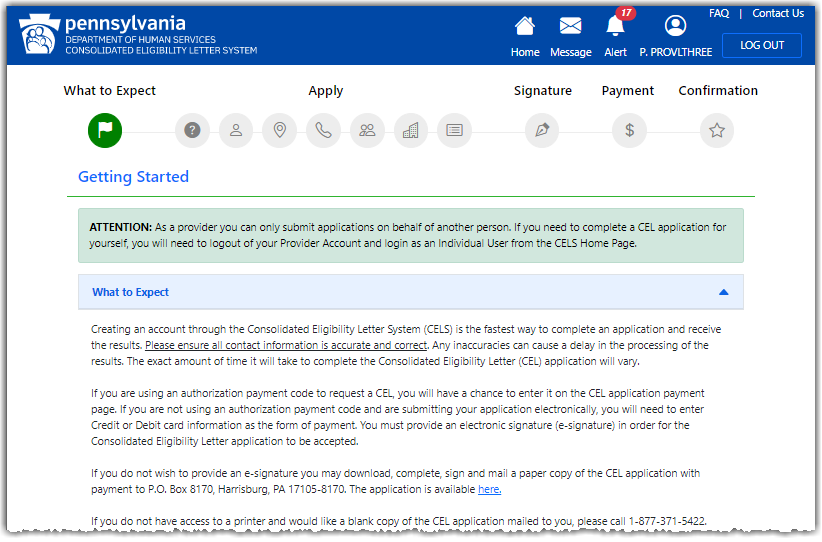 pennsylvania
DEPARTMENT OF HUMAN SERVICES
CONSOLIDATED ELIGIBILITY LETTER SYSTEM
FAQ | Contact Us
17
Home Message Alert P. PROVLTHREE LOG OUT
What to Expect Apply Signature Payment Confirmation
?
$
Getting Started
ATTENTION: As a provider you can only submit applications on behalf of another person. If you need to complete a CEL application for
yourself, you will need to logout of your Provider Account and login as an Individual User from the CELS Home Page.
What to Expect
Creating an account through the Consolidated Eligibility Letter System (CELS) is the fastest way to complete an application and receive
the results. Please ensure all contact information is accurate and correct. Any inaccuracies can cause a delay in the processing of the
results. The exact amount of time it will take to complete the Consolidated Eligibility Letter (CEL) application will vary.
If you are using an authorization payment code to request a CEL, you will have a chance to enter it on the CEL application payment
page. If you are not using an authorization payment code and are submitting your application electronically, you will need to enter
Credit or Debit card information as the form of payment. You must provide an electronic signature (e-signature) in order for the
Consolidated Eligibility Letter application to be accepted.
If you do not wish to provide an e-signature you may download, complete, sign and mail a paper copy of the CEL application with
payment to P.O. Box 8170, Harrisburg, PA 17105-8170. The application is available here.
If you do not have access to a printer and would like a blank copy of the CEL application mailed to you, please call 1-877-371-5422.